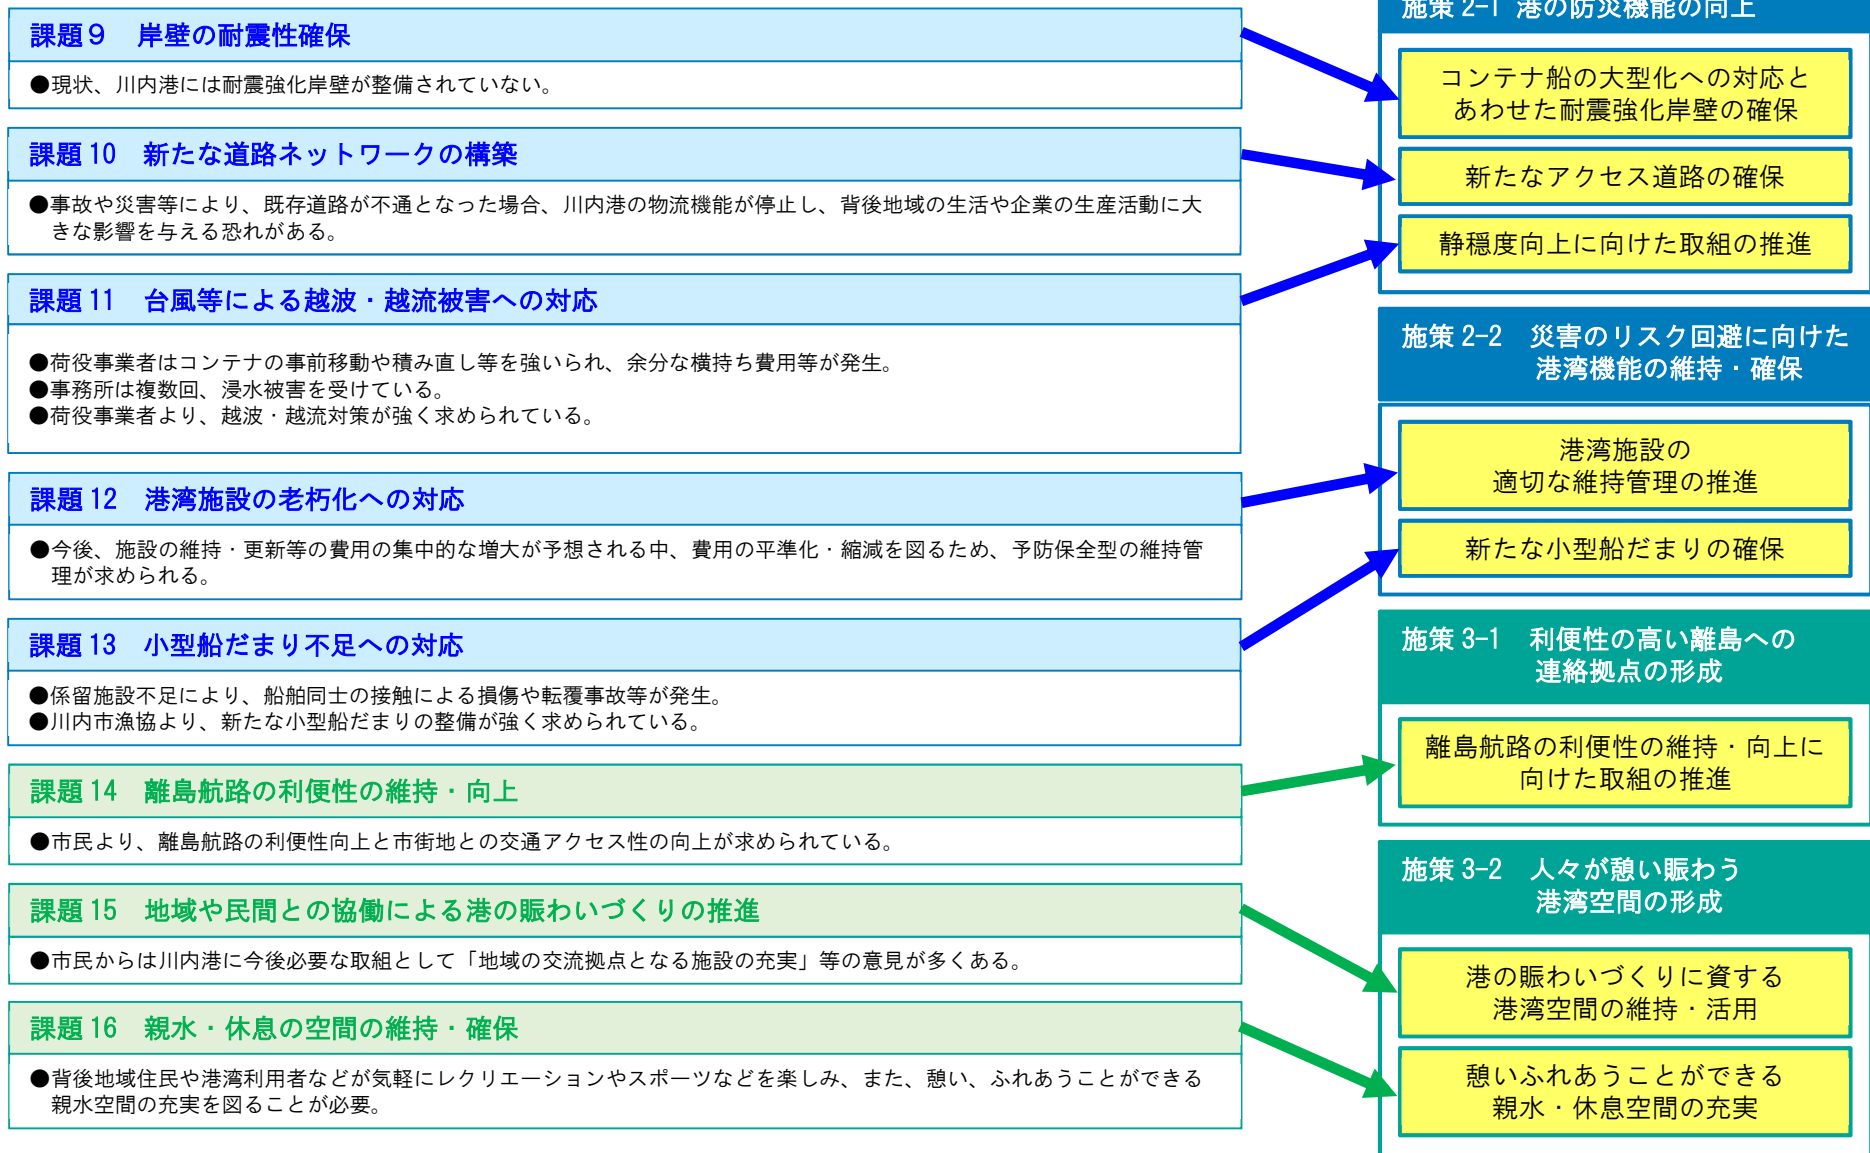 課題９　岸壁の耐震性確保
●現状、川内港には耐震強化岸壁が整備されていない。
課題10　新たな道路ネットワークの構築
●事故や災害等により、既存道路が不通となった場合、川内港の物流機能が停止し、背後地域の生活や企業の生産活動に大
きな影響を与える恐れがある。
課題11　台風等による越波・越流被害への対応
●荷役事業者はコンテナの事前移動や積み直し等を強いられ、余分な横持ち費用等が発生。
●事務所は複数回、浸水被害を受けている。
●荷役事業者より、越波・越流対策が強く求められている。
課題12　港湾施設の老朽化への対応
●今後、施設の維持・更新等の費用の集中的な増大が予想される中、費用の平準化・縮減を図るため、予防保全型の維持管
理が求められる。
課題13　小型船だまり不足への対応
●係留施設不足により、船舶同士の接触による損傷や転覆事故等が発生。
●川内市漁協より、新たな小型船だまりの整備が強く求められている。
課題14　離島航路の利便性の維持・向上
●市民より、離島航路の利便性向上と市街地との交通アクセス性の向上が求められている。
課題15　地域や民間との協働による港の賑わいづくりの推進
●市民からは川内港に今後必要な取組として「地域の交流拠点となる施設の充実」等の意見が多くある。
課題16　親水・休息の空間の維持・確保
●背後地域住民や港湾利用者などが気軽にレクリエーションやスポーツなどを楽しみ、また、憩い、ふれあうことができる
親水空間の充実を図ることが必要。
施策2-1 港の防災機能の向上
コンテナ船の大型化への対応と
あわせた耐震強化岸壁の確保
新たなアクセス道路の確保
静穏度向上に向けた取組の推進
施策2-2　災害のリスク回避に向けた
港湾機能の維持・確保
港湾施設の
適切な維持管理の推進
新たな小型船だまりの確保
施策3-1　利便性の高い離島への
連絡拠点の形成
離島航路の利便性の維持・向上に
向けた取組の推進
施策3-2　人々が憩い賑わう
港湾空間の形成
港の賑わいづくりに資する
港湾空間の維持・活用
憩いふれあうことができる
親水・休息空間の充実